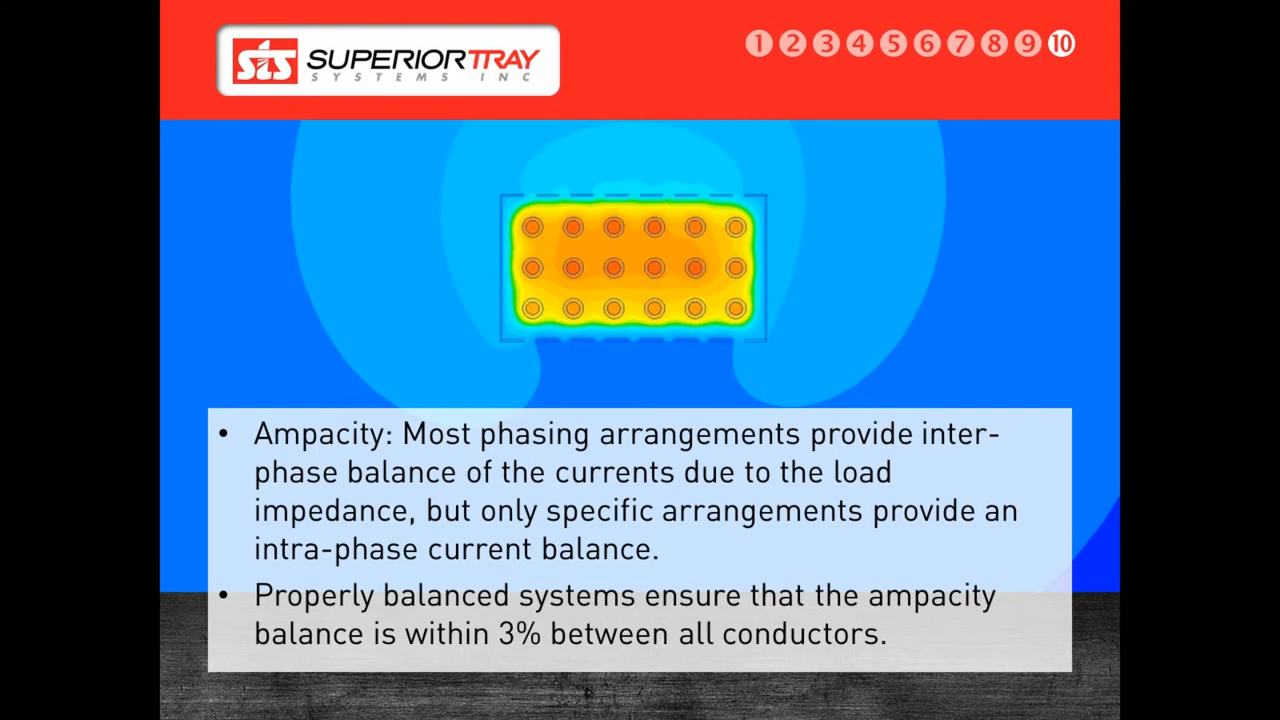 sts SUPERIORTRAY
SYSTEMS INC
1 2 3 4 5 6 7 8 9 10
• Ampacity: Most phasing arrangements provide inter-
phase balance of the currents due to the load
impedance, but only specific arrangements provide an
intra-phase current balance.
• Properly balanced systems ensure that the ampacity
balance is within 3% between all conductors.